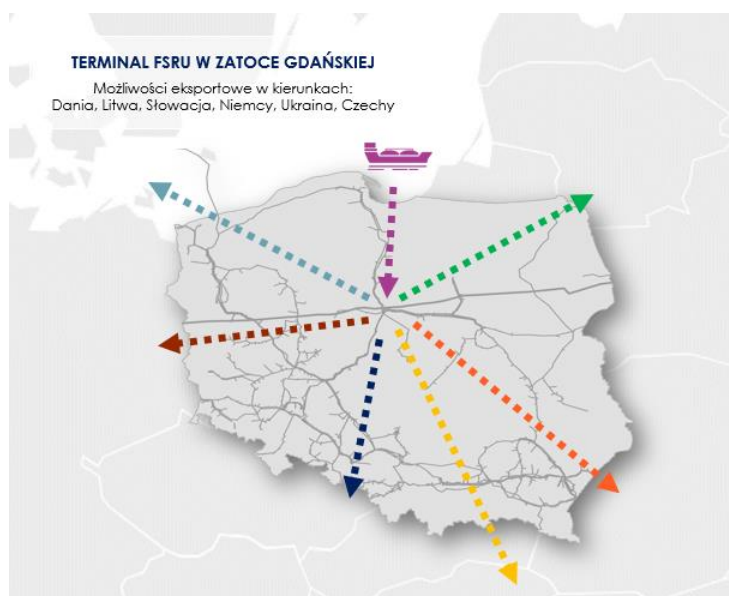 TERMINAL FSRU W ZATOCE GDAŃSKIEJ
Możliwości eksportowe w kierunkach:
Dania, Litwa, Słowacja, Niemcy, Ukraina, Czechy